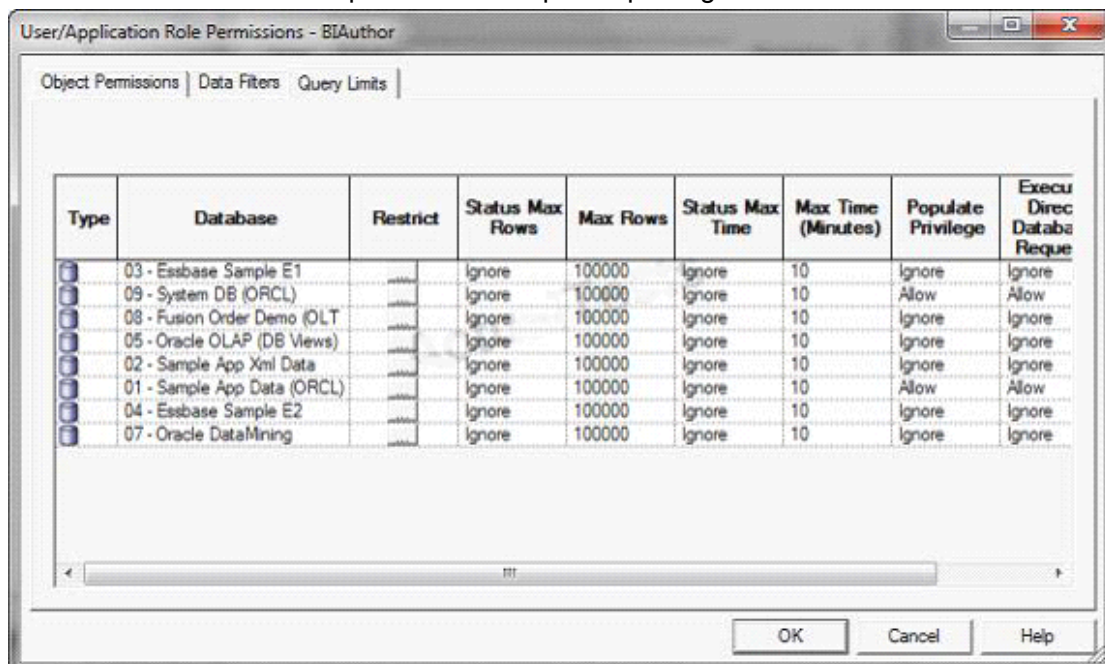 User/Application Role Permissions - BIAuthor
Object Permissions Data Filters Query Limits
Type Database Restrict Status Max Rows Max Rows Status Max Time Max Time (Minutes) Populate Privilege Execu Direc Databa Reque
03 - Essbase Sample E1 ... Ignore 100000 Ignore 10 Ignore Ignore
09 - System DB (ORCL) ... Ignore 100000 Ignore 10 Allow Allow
08 - Fusion Order Demo (OLT ... Ignore 100000 Ignore 10 Ignore Ignore
05 - Oracle OLAP (DB Views) ... Ignore 100000 Ignore 10 Ignore Ignore
02 - Sample App Xml Data ... Ignore 100000 Ignore 10 Ignore Ignore
01 - Sample App Data (ORCL) ... Ignore 100000 Ignore 10 Allow Allow
04 - Essbase Sample E2 ... Ignore 100000 Ignore 10 Ignore Ignore
07 - Oracle DataMining ... Ignore 100000 Ignore 10 Ignore Ignore
OK Cancel Help